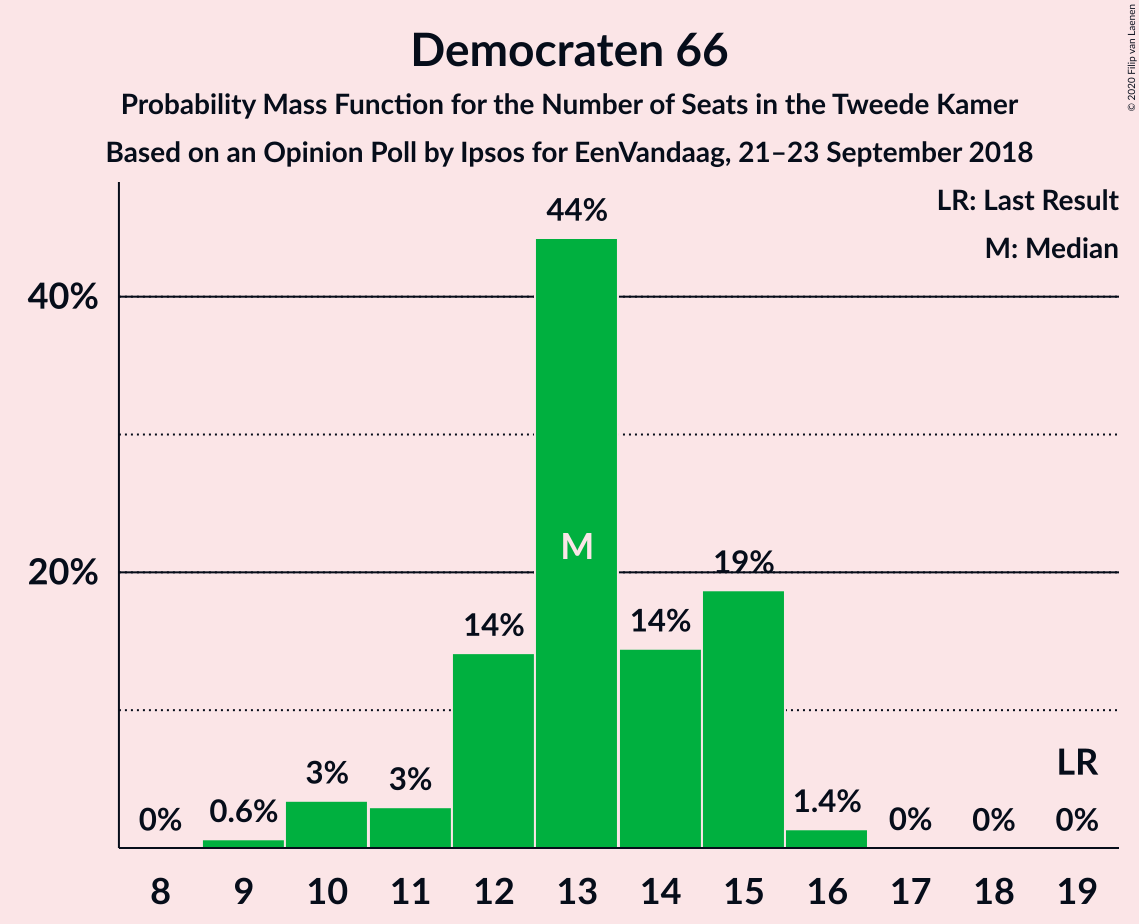 Democraten 66
Probability Mass Function for the Number of Seats in the Tweede Kamer
Based on an Opinion Poll by Ipsos for EenVandaag, 21–23 September 2018
© 2020 Filip van Laenen
LR: Last Result
M: Median
40%
20%
0%
0.6%
3%
3%
14%
44%
M
14%
19%
1.4%
0%
0%
LR
0%
8 9 10 11 12 13 14 15 16 17 18 19